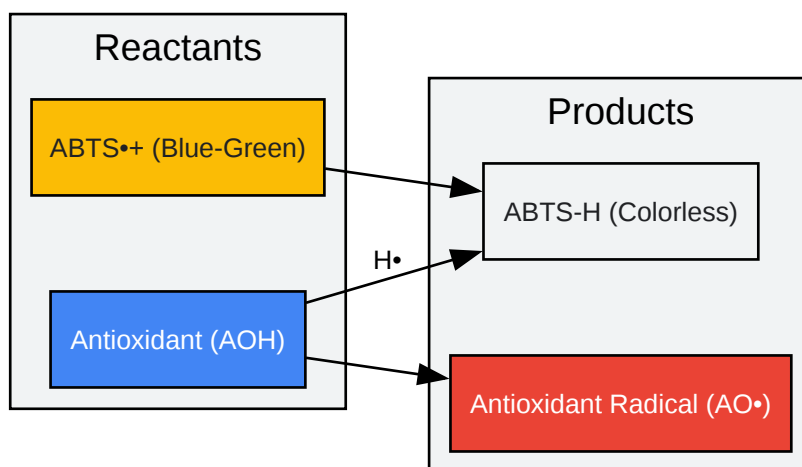 Reactants
ABTS•+ (Blue-Green)
Antioxidant (AOH)
H•
Products
ABTS-H (Colorless)
Antioxidant Radical (AO•)